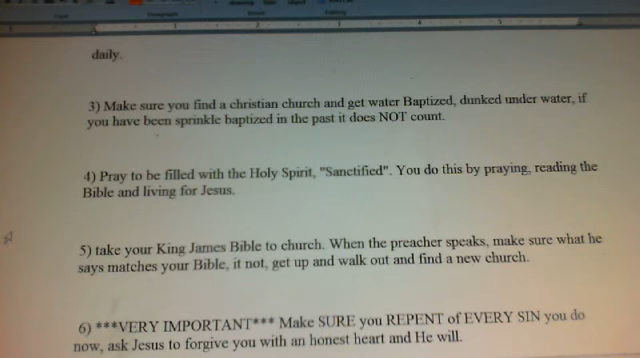 daily.
3) Make sure you find a christian church and get water Baptized, dunked under water, if
you have been sprinkle baptized in the past it does NOT count.
4) Pray to be filled with the Holy Spirit, "Sanctified". You do this by praying, reading the
Bible and living for Jesus.
5) take your King James Bible to church. When the preacher speaks, make sure what he
says matches your Bible, it not, get up and walk out and find a new church.
6) ***VERY IMPORTANT*** Make SURE you REPENT of EVERY SIN you do
now, ask Jesus to forgive you with an honest heart and He will.